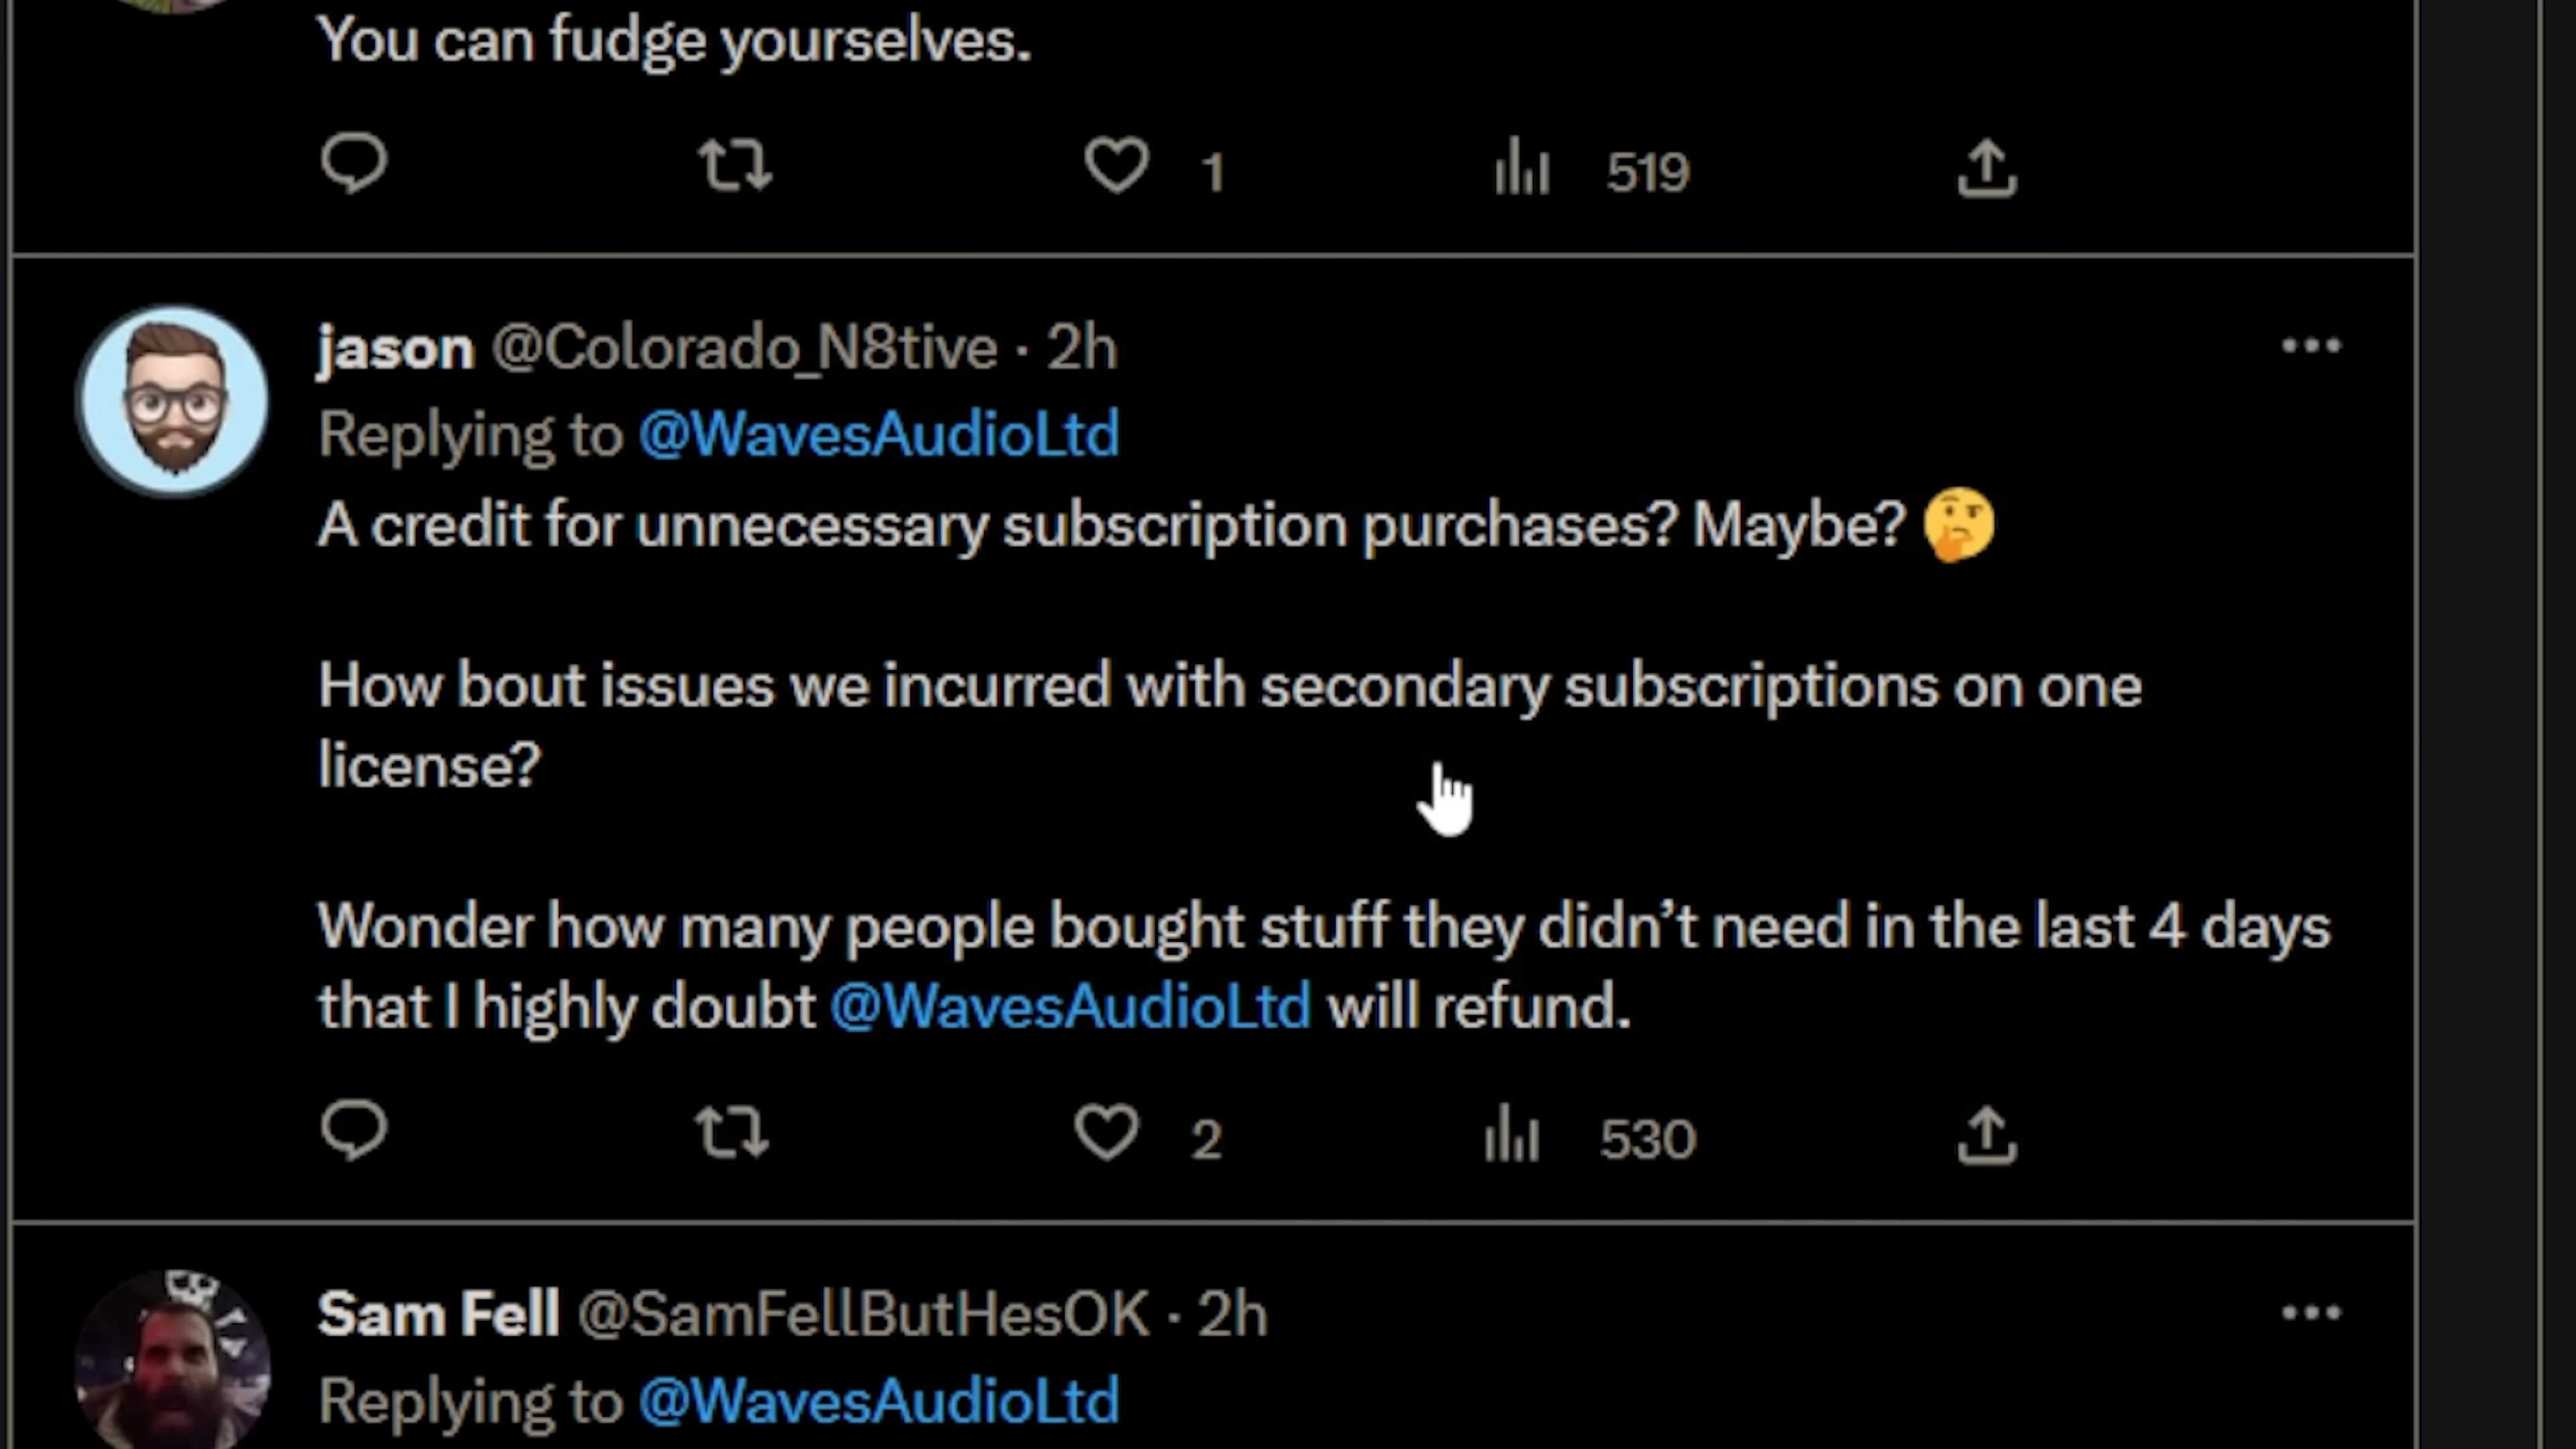 You can fudge yourselves.
1 519
jason @Colorado_N8tive · 2h
Replying to @WavesAudioLtd
A credit for unnecessary subscription purchases? Maybe? 🤔
How bout issues we incurred with secondary subscriptions on one
license?
Wonder how many people bought stuff they didn’t need in the last 4 days
that I highly doubt @WavesAudioLtd will refund.
2 530
Sam Fell @SamFellButHesOK · 2h
Replying to @WavesAudioLtd